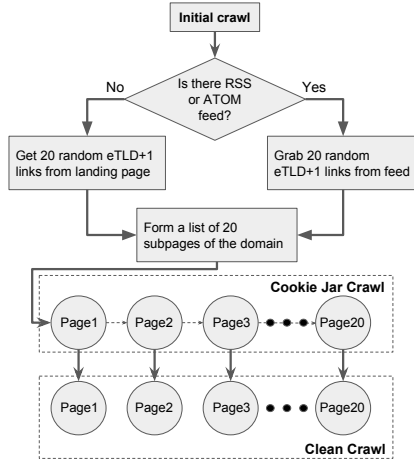 Initial crawl
Is there RSS
or ATOM
feed?
No
Yes
Get 20 random eTLD+1
links from landing page
Grab 20 random
eTLD+1 links from feed
Form a list of 20
subpages of the domain
Cookie Jar Crawl
Page1
Page2
Page3
Page20
Page1
Page2
Page3
Page20
Clean Crawl